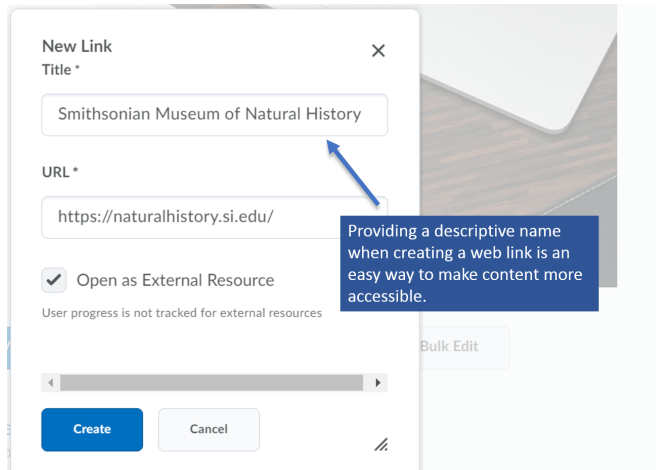 New Link
Title *
Smithsonian Museum of Natural History
URL *
https://naturalhistory.si.edu/
Providing a descriptive name
when creating a web link is an
easy way to make content more
accessible.
Open as External Resource
User progress is not tracked for external resources
Bulk Edit
Create
Cancel